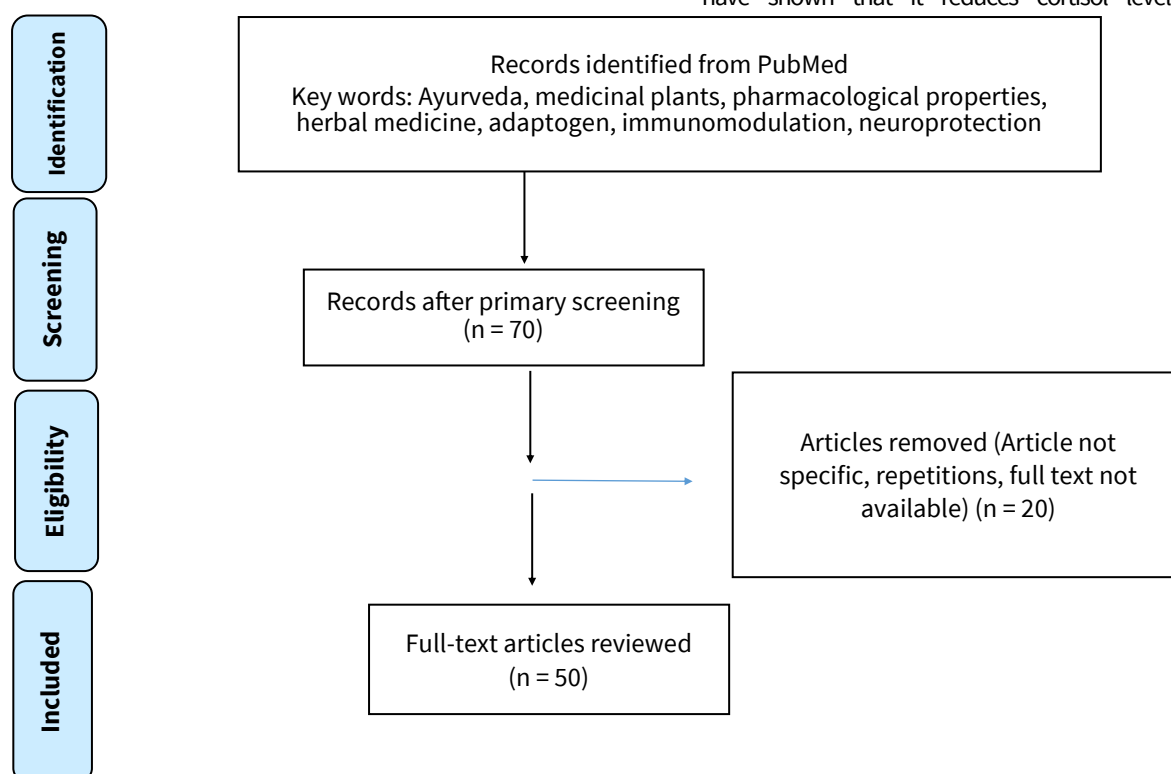 have shown that it reduces cortisol level
Identification
Records identified from PubMed
Key words: Ayurveda, medicinal plants, pharmacological properties,
herbal medicine, adaptogen, immunomodulation, neuroprotection
Screening
Records after primary screening
(n = 70)
Eligibility
Articles removed (Article not
specific, repetitions, full text not
available) (n = 20)
Included
Full-text articles reviewed
(n = 50)